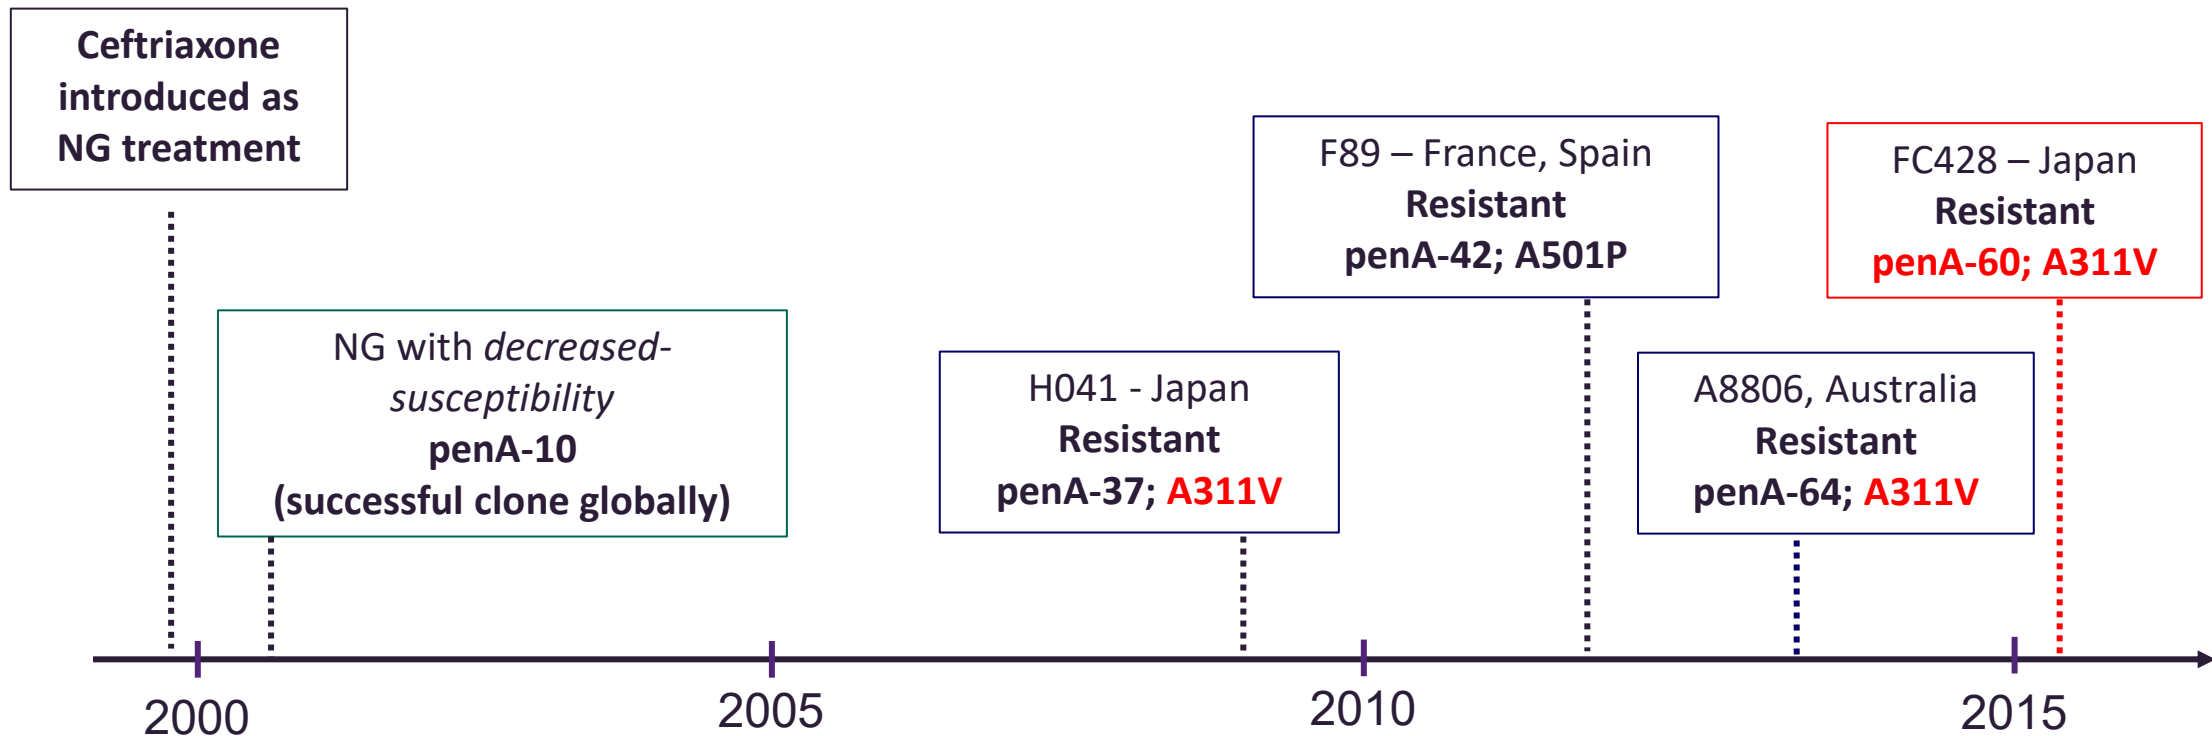 Ceftriaxone
introduced as
NG treatment
NG with decreased-
susceptibility
penA-10
(successful clone globally)
H041 - Japan
Resistant
penA-37; A311V
F89 – France, Spain
Resistant
penA-42; A501P
A8806, Australia
Resistant
penA-64; A311V
FC428 – Japan
Resistant
penA-60; A311V
2000
2005
2010
2015